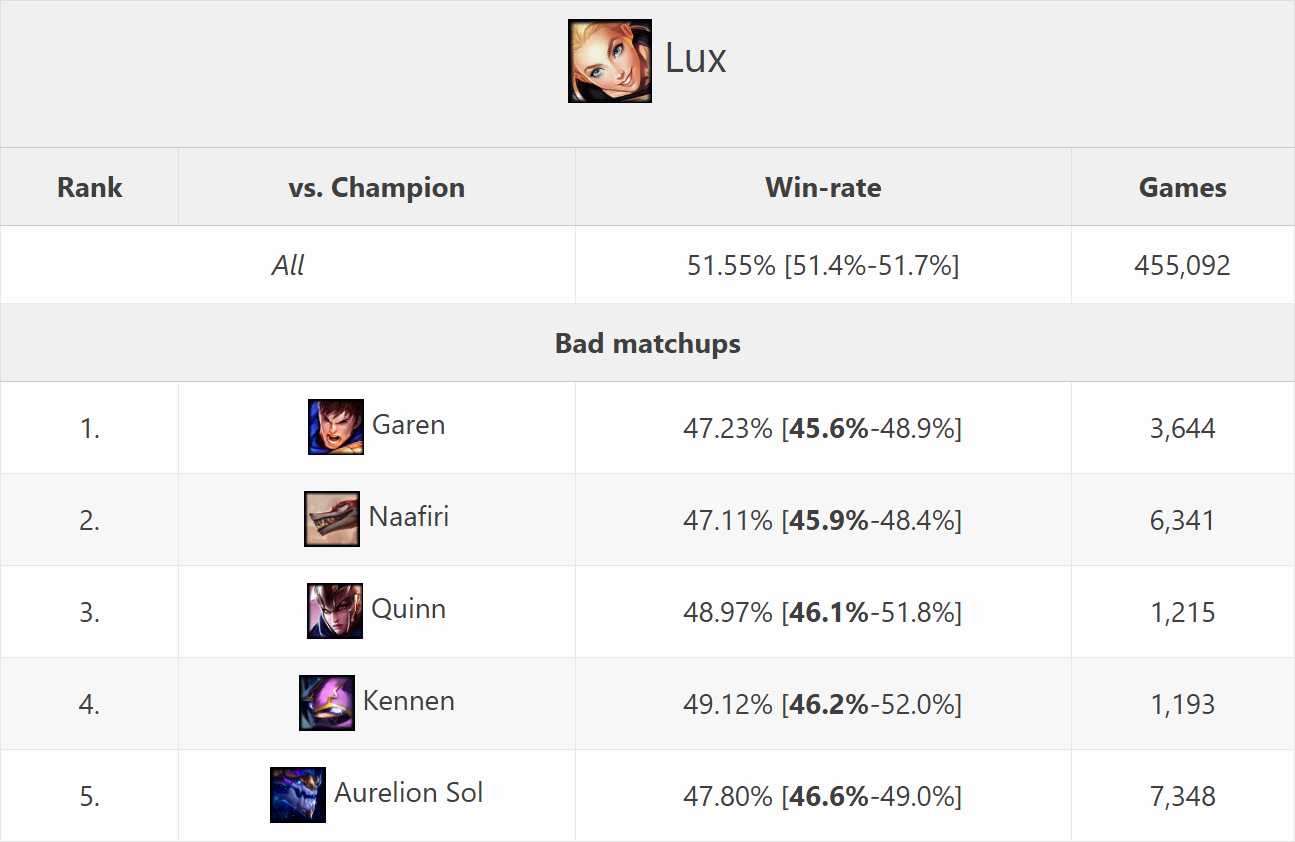 Lux
Rank vs. Champion Win-rate Games
All 51.55% [51.4%-51.7%] 455,092
Bad matchups
1. Garen 47.23% [45.6%-48.9%] 3,644
2. Naafiri 47.11% [45.9%-48.4%] 6,341
3. Quinn 48.97% [46.1%-51.8%] 1,215
4. Kennen 49.12% [46.2%-52.0%] 1,193
5. Aurelion Sol 47.80% [46.6%-49.0%] 7,348